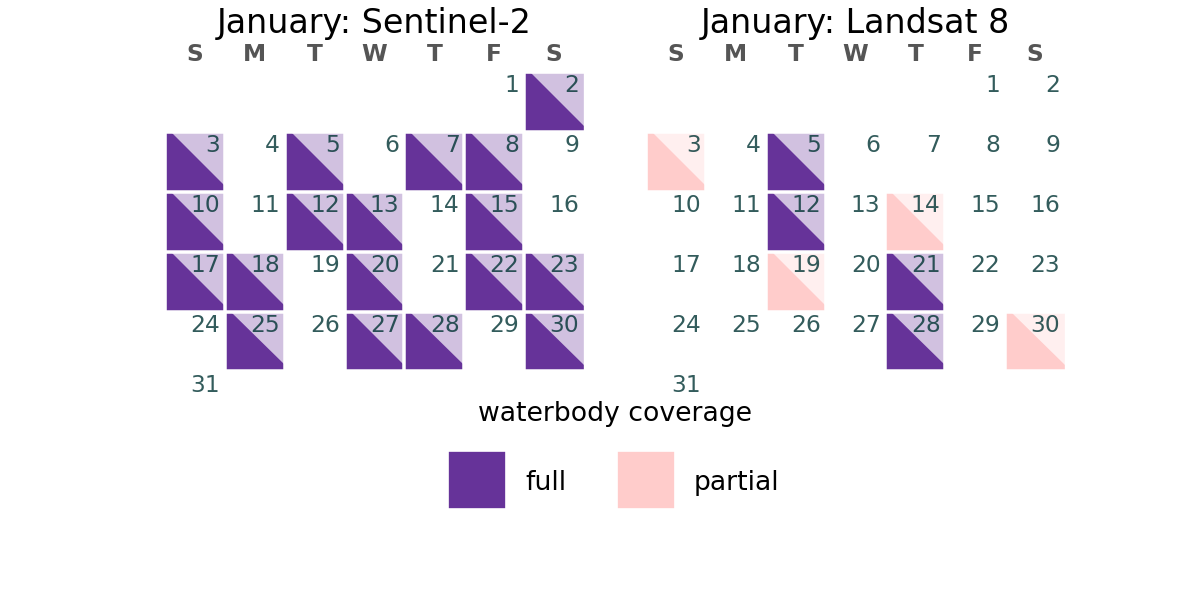 January: Sentinel-2 January: Landsat 8
S M T W T F S S M T W T F S
1 2 1 2
3 4 5 6 7 8 9 3 4 5 6 7 8 9
10 11 12 13 14 15 16 10 11 12 13 14 15 16
17 18 19 20 21 22 23 17 18 19 20 21 22 23
24 25 26 27 28 29 30 24 25 26 27 28 29 30
31 31
waterbody coverage
full partial